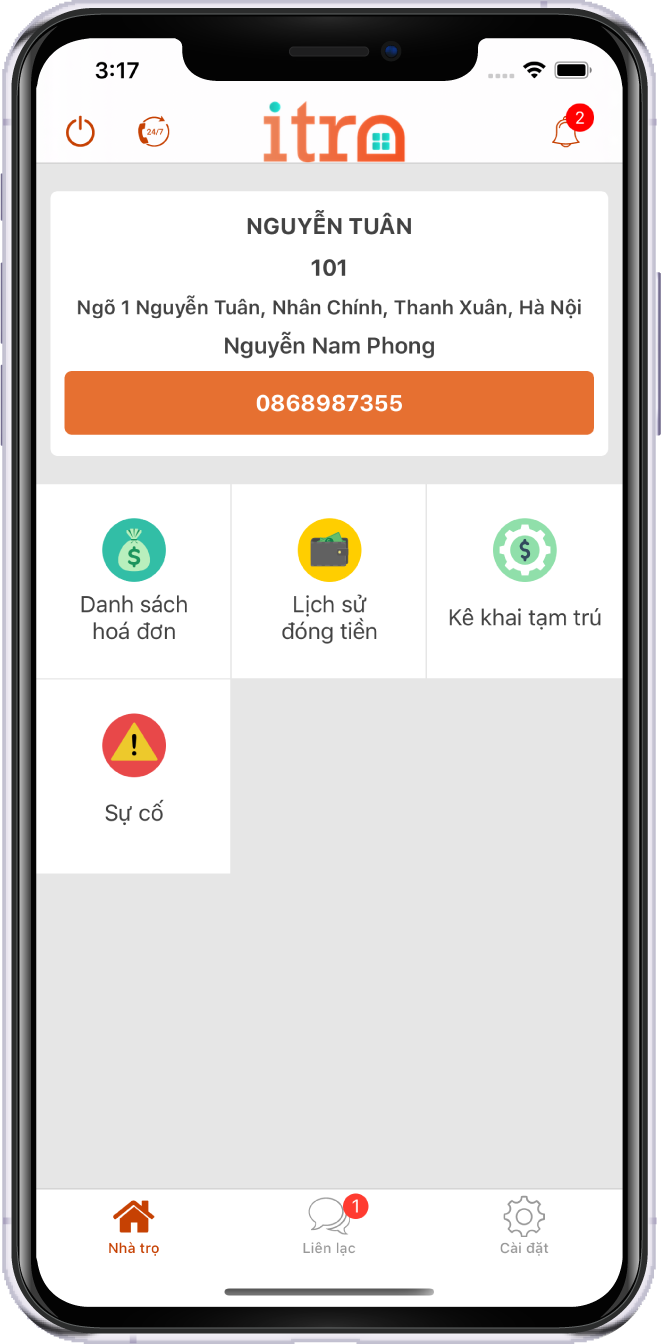 3:17
24/7
itro
2
NGUYỄN TUÂN
101
Ngõ 1 Nguyễn Tuân, Nhân Chính, Thanh Xuân, Hà Nội
Nguyễn Nam Phong
0868987355
Danh sách
hoá đơn
Lịch sử
đóng tiền
Kê khai tạm trú
Sự cố
1
Nhà trọ
Liên lạc
Cài đặt